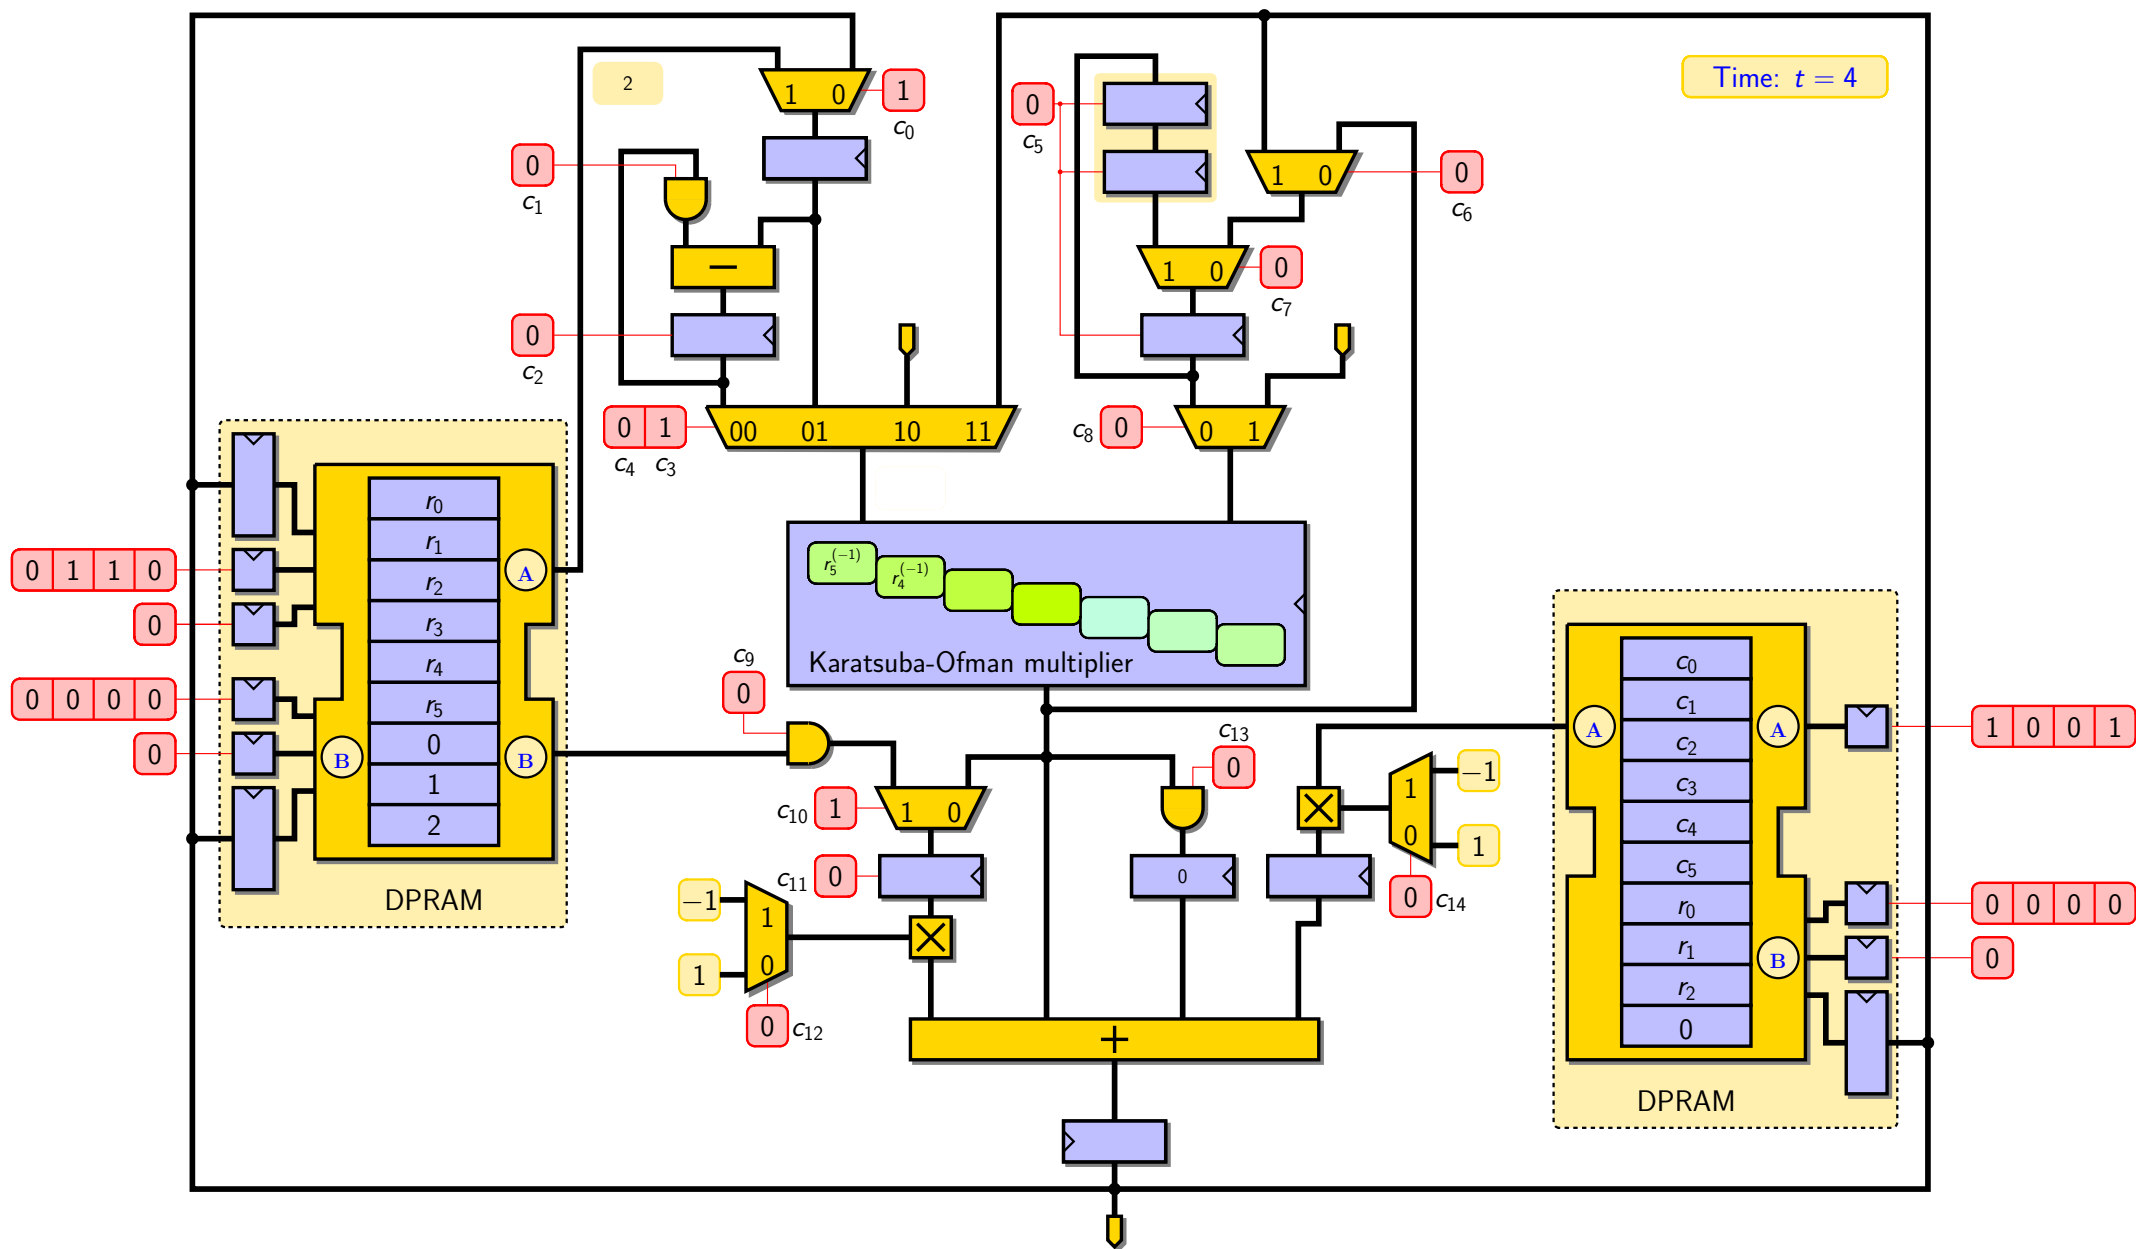 Time: t = 4
2
1 0
1
c0
0
c1
0
c5
1 0
0
c6
−
1 0
0
c7
0
c2
0 1
c4 c3
00 01 10 11
c8
0
0 1
r0
r1
r2
r3
r4
r5
0
1
2
A
B
B
DPRAM
0 1 1 0
0
0 0 0 0
0
r5(−1)
r4(−1)
Karatsuba-Ofman multiplier
c9
0
c10
1
1 0
c11
0
−1
1
1
0
0
c12
×
c13
0
0
×
1
0
−1
1
0
c14
+
c0
c1
c2
c3
c4
c5
r0
r1
r2
0
A
A
B
DPRAM
1 0 0 1
0 0 0 0
0